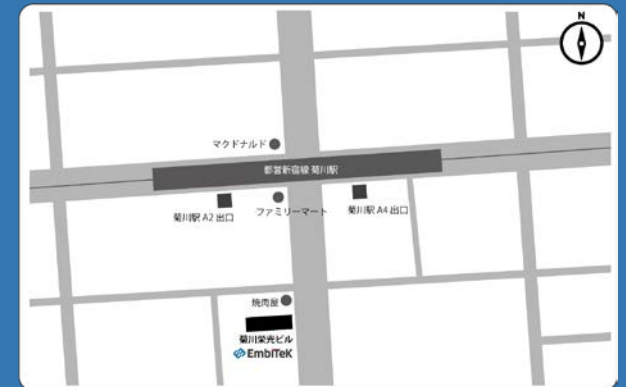 N
マクドナルド
都営新宿線 菊川駅
菊川駅 A2 出口
ファミリーマート
菊川駅 A4 出口
焼肉屋
菊川栄光ビル
EmbITeK